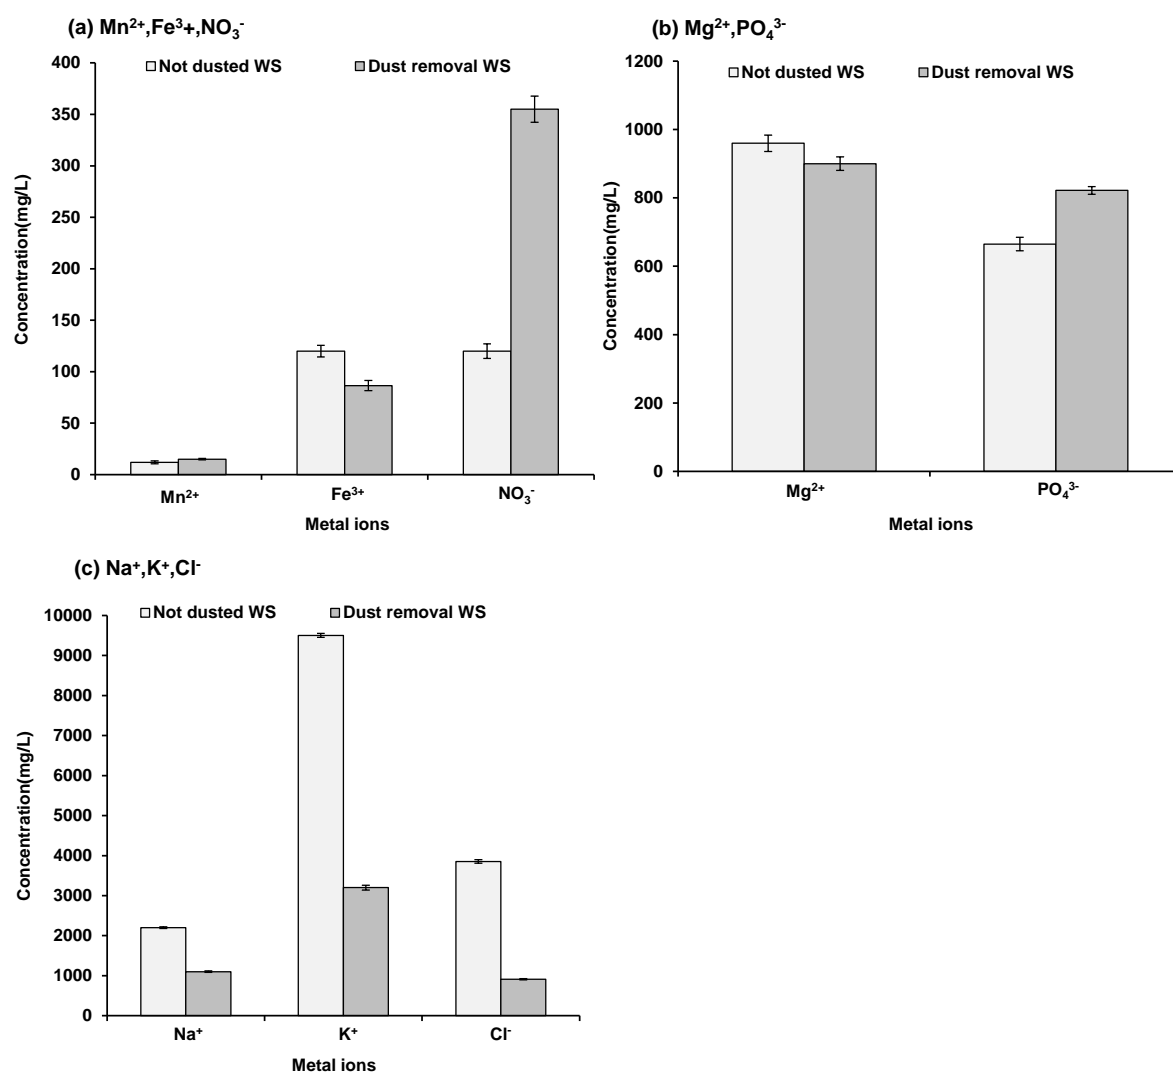 (a) Mn²⁺,Fe³+,NO₃⁻
Not dusted WS Dust removal WS
400
350
300
250
200
150
100
50
0
Concentration(mg/L)
Mn²⁺ Fe³⁺ NO₃⁻
Metal ions
(b) Mg²⁺,PO₄³⁻
Not dusted WS Dust removal WS
1200
1000
800
600
400
200
0
Concentration(mg/L)
Mg²⁺ PO₄³⁻
Metal ions
(c) Na⁺,K⁺,Cl⁻
Not dusted WS Dust removal WS
10000
9000
8000
7000
6000
5000
4000
3000
2000
1000
0
Concentration(mg/L)
Na⁺ K⁺ Cl⁻
Metal ions